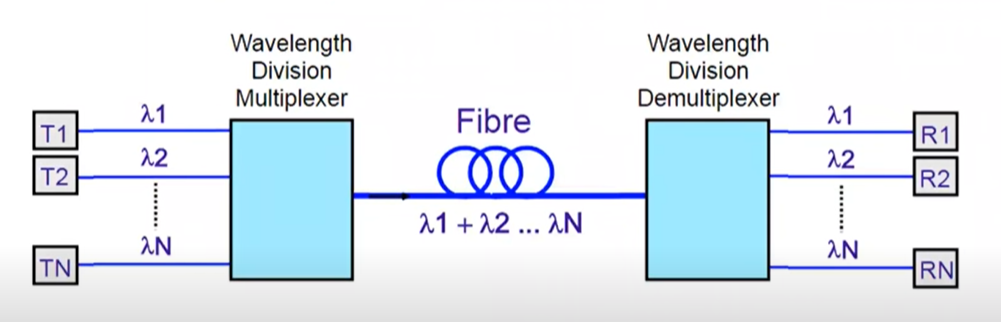 Wavelength
Division
Multiplexer
Wavelength
Division
Demultiplexer
Fibre
T1
λ1
λ1
R1
T2
λ2
λ2
R2
λ1 + λ2 ... λN
TN
λN
λN
RN